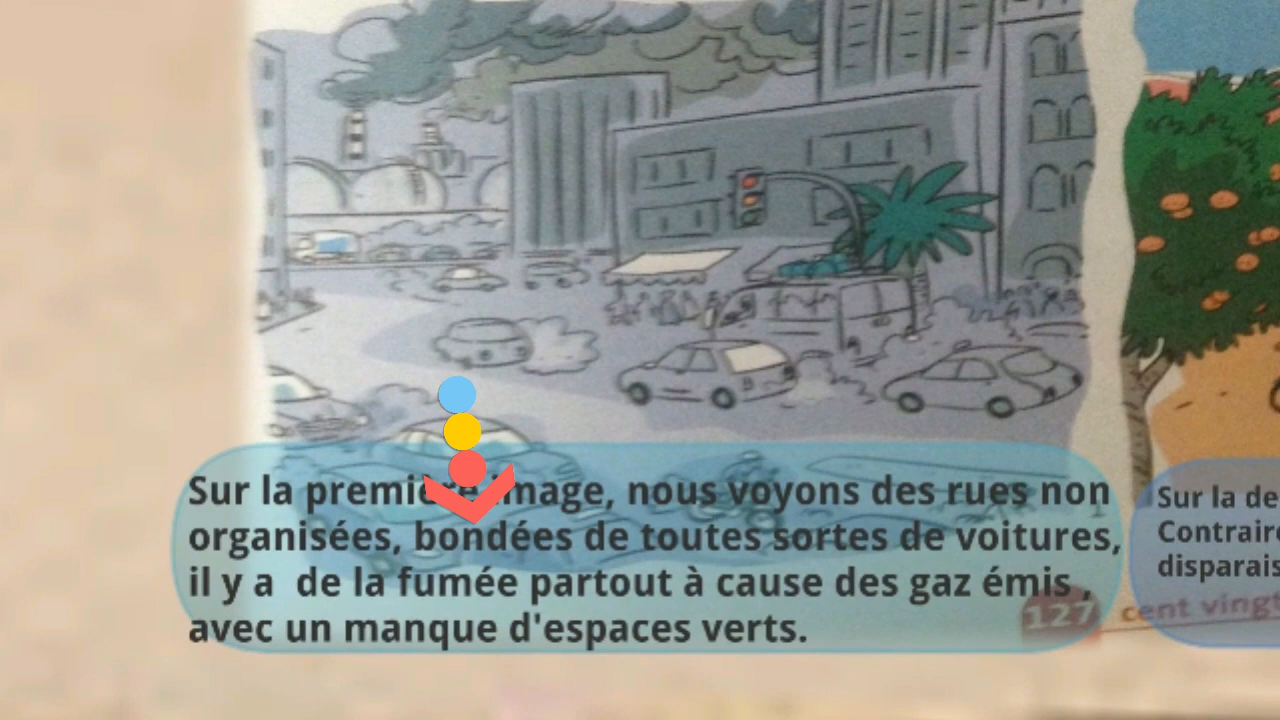 Sur la première image, nous voyons des rues non
organisées, bondées de toutes sortes de voitures,
il y a  de la fumée partout à cause des gaz émis ,
avec un manque d'espaces verts.
Sur la de
Contraire
disparais
127 cent vingt